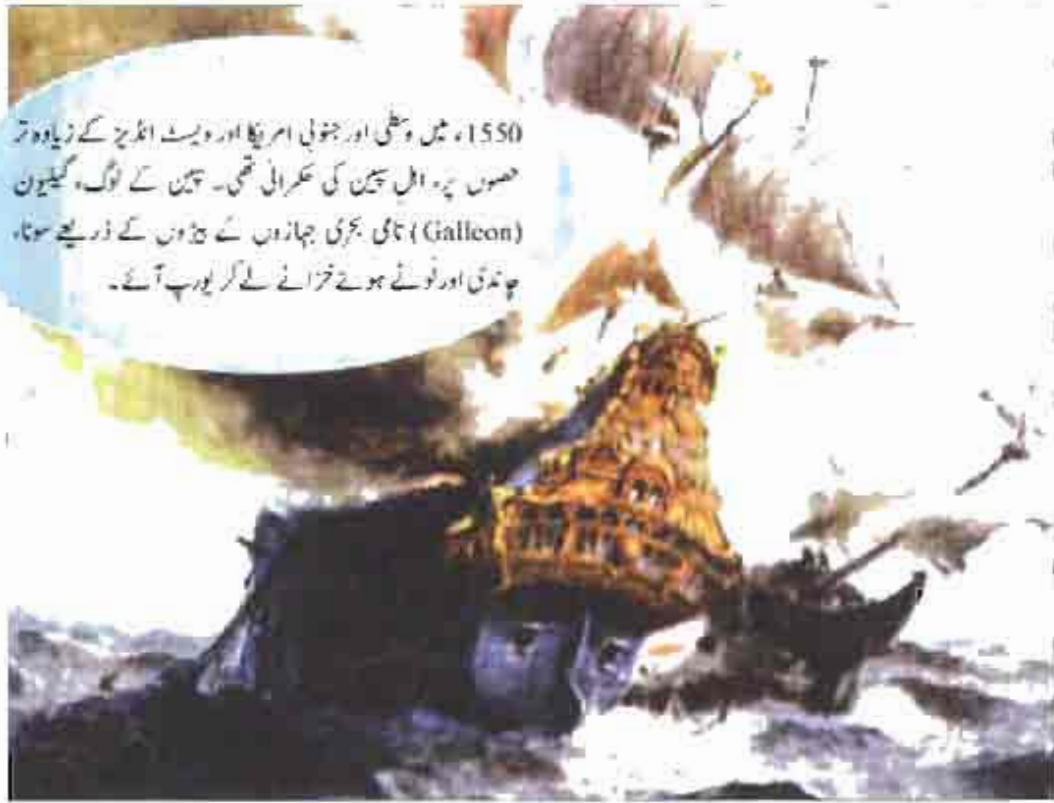 1550ء میں وسطی اور جنوبی امریکا اور ویسٹ انڈیز کے زیادہ تر
حصوں پر، اہلِ سپین کی حکمرانی تھی۔ سپین کے لوگ، گیلیون
(Galleon) نامی بحری جہازوں کے بیڑوں کے ذریعے سونا،
چاندی اور لوٹے ہوئے خزانے لے کر یورپ آئے۔